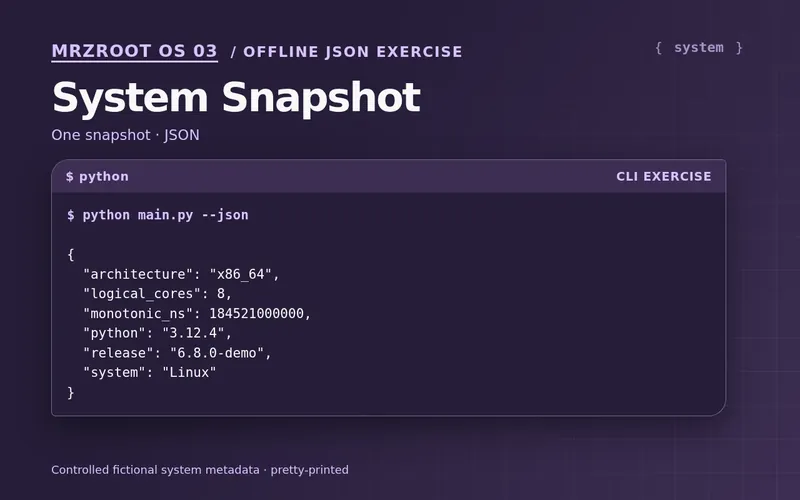 MRZROOT OS 03 / OFFLINE JSON EXERCISE
{ system }
System Snapshot
One snapshot · JSON
$ python
CLI EXERCISE
$ python main.py --json
{
  "architecture": "x86_64",
  "logical_cores": 8,
  "monotonic_ns": 184521000000,
  "python": "3.12.4",
  "release": "6.8.0-demo",
  "system": "Linux"
}
Controlled fictional system metadata · pretty-printed